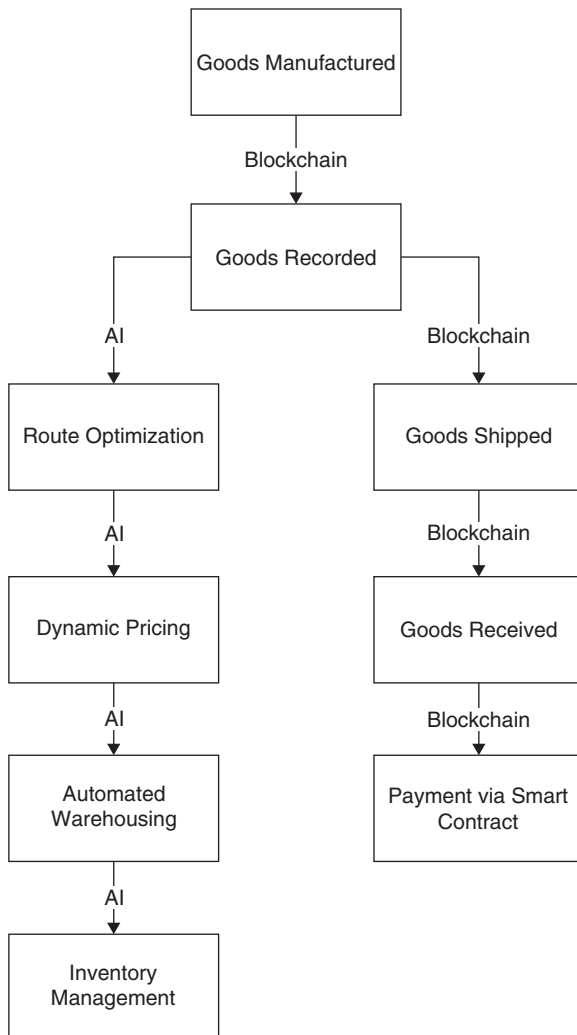 Goods Manufactured
Blockchain
Goods Recorded
AI
Blockchain
Route Optimization
Goods Shipped
AI
Blockchain
Dynamic Pricing
Goods Received
AI
Blockchain
Automated
Warehousing
Payment via Smart
Contract
AI
Inventory
Management